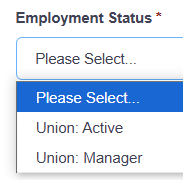 Employment Status *
Please Select...
Please Select...
Union: Active
Union: Manager